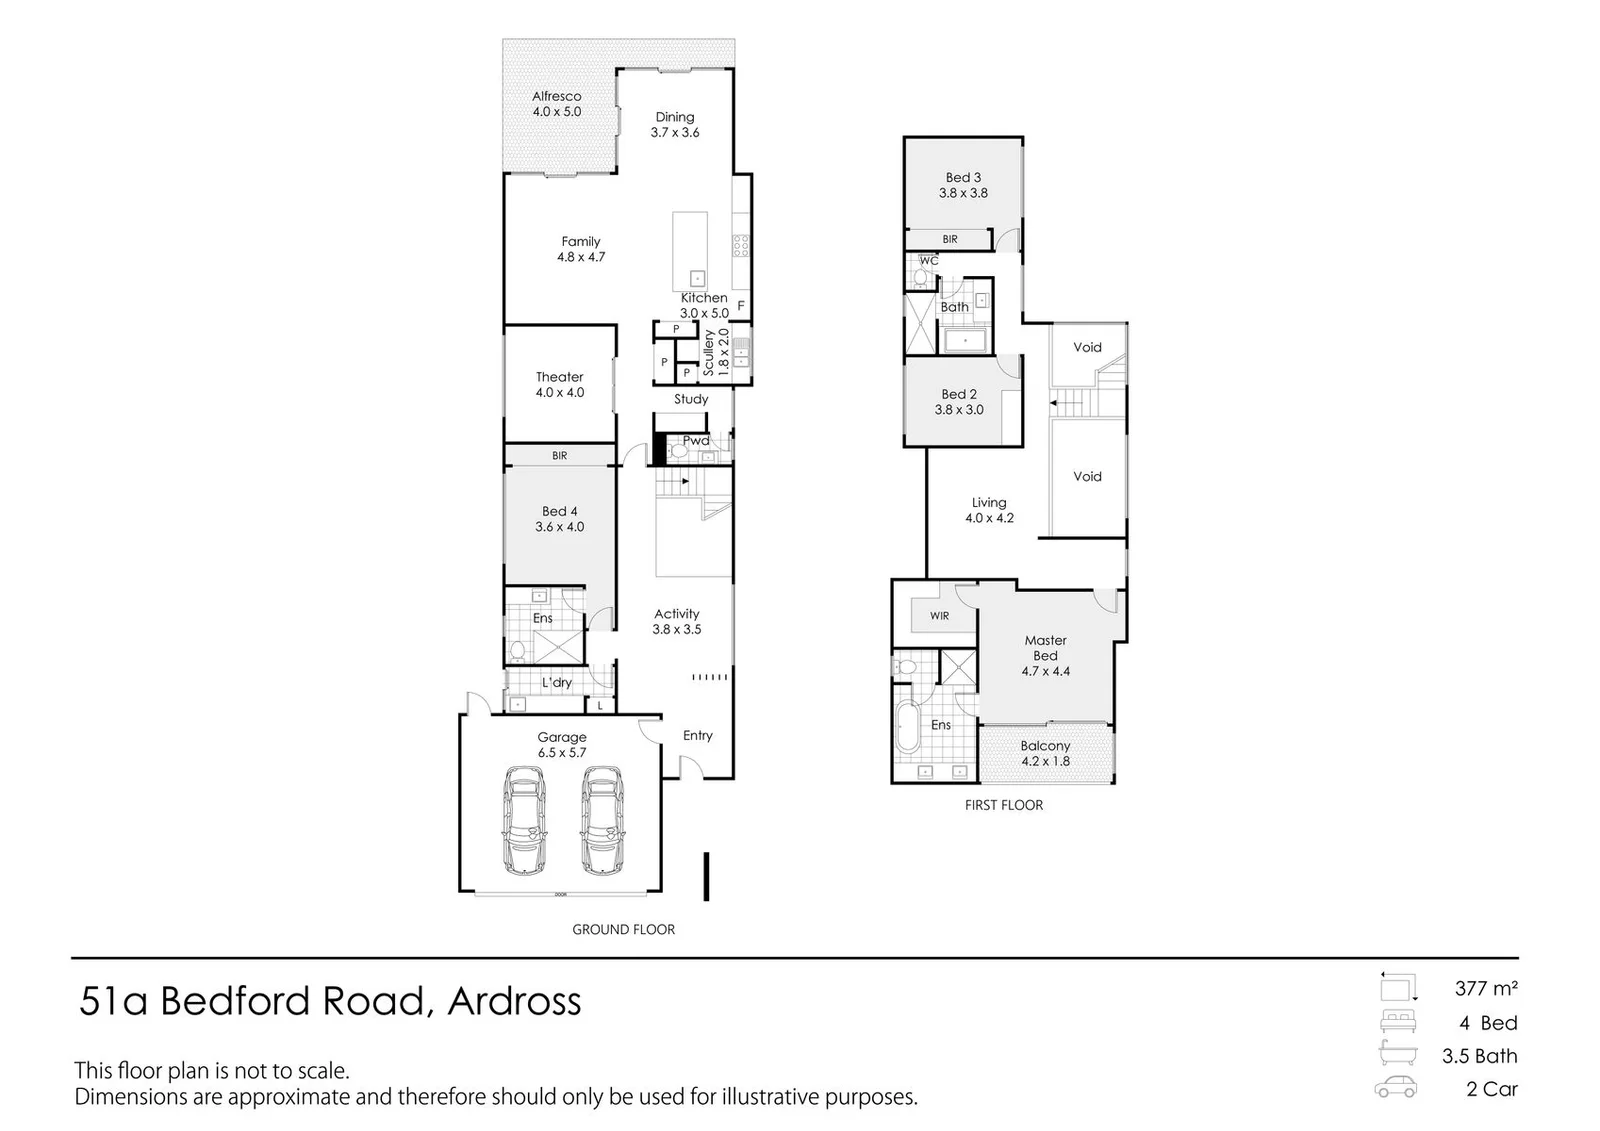 Alfresco
4.0 x 5.0
Dining
3.7 x 3.6
Family
4.8 x 4.7
Kitchen
3.0 x 5.0
F
P
P
P
Scullery
1.8 x 2.0
Theater
4.0 x 4.0
Study
Pwd
BIR
Bed 4
3.6 x 4.0
Ens
Activity
3.8 x 3.5
L'dry
L
Garage
6.5 x 5.7
Entry
DOOR
GROUND FLOOR
Bed 3
3.8 x 3.8
BIR
WC
Bath
Void
Bed 2
3.8 x 3.0
Void
Living
4.0 x 4.2
WIR
Master
Bed
4.7 x 4.4
Ens
Balcony
4.2 x 1.8
FIRST FLOOR
51a Bedford Road, Ardross
This floor plan is not to scale.
Dimensions are approximate and therefore should only be used for illustrative purposes.
377 m²
4 Bed
3.5 Bath
2 Car